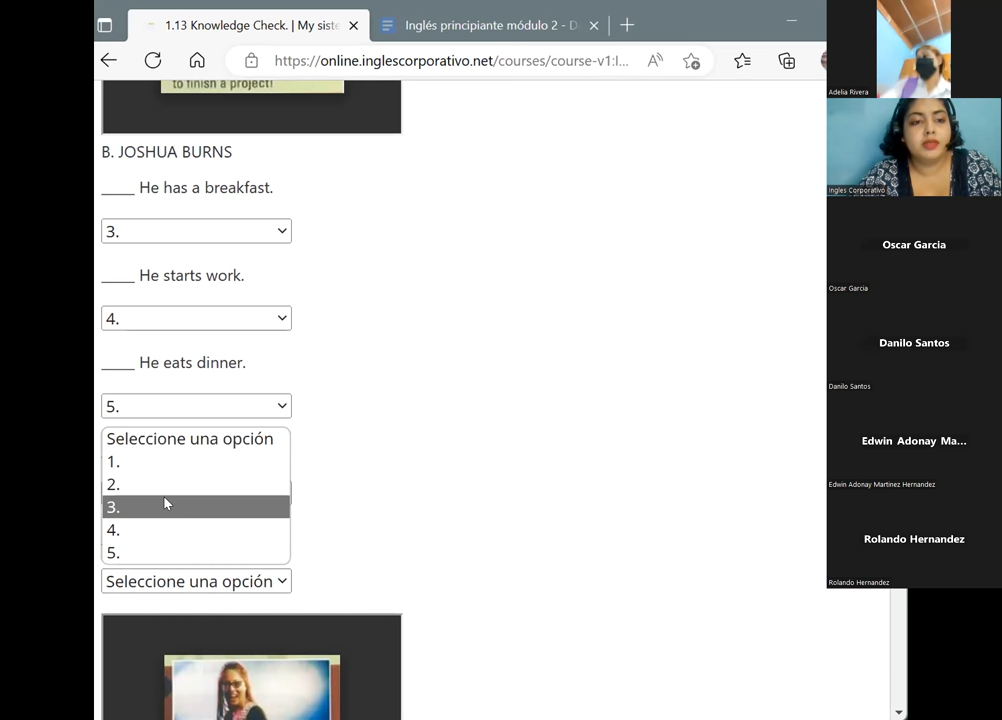 1.13 Knowledge Check. | My siste
Inglés principiante módulo 2 - D
https://online.inglescorporativo.net/courses/course-v1:I...
to finish a project!
B. JOSHUA BURNS
____ He has a breakfast.
3.
____ He starts work.
4.
____ He eats dinner.
5.
Seleccione una opción
1.
2.
3.
4.
5.
Seleccione una opción
Adelia Rivera
Ingles Corporativo
Oscar Garcia
Oscar Garcia
Danilo Santos
Danilo Santos
Edwin Adonay Ma...
Edwin Adonay Martinez Hernandez
Rolando Hernandez
Rolando Hernandez